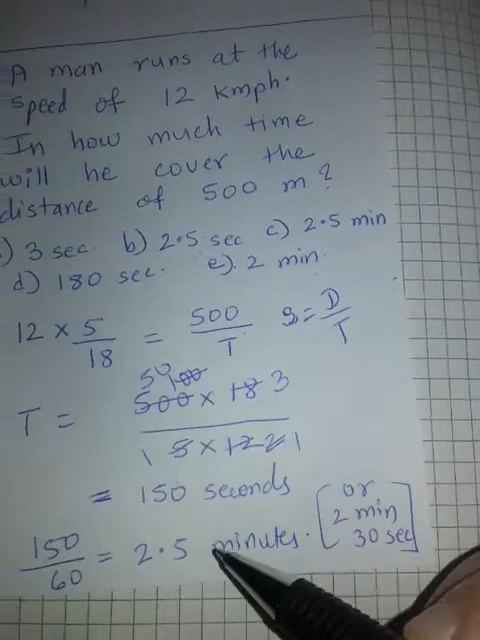 A man runs at the
speed of 12 kmph.
In how much time
will he cover the
distance of 500 m?
) 3 sec. b) 2.5 sec c) 2.5 min
d) 180 sec. e). 2 min.
12 × 5/18 = 500/T S = D/T
50 100
T = 500 × 18 3
1 5 × 12 2 1
= 150 seconds
150/60 = 2.5 minutes. [or
2 min
30 sec]